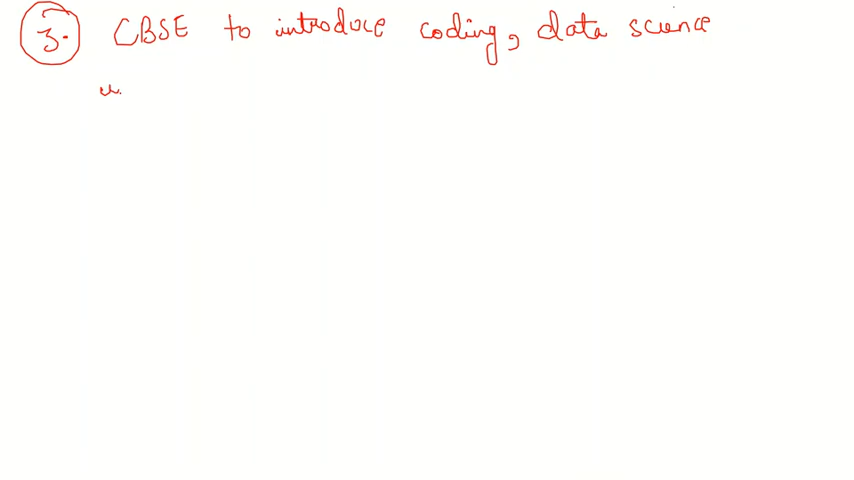 3. CBSE to introduce coding, data science